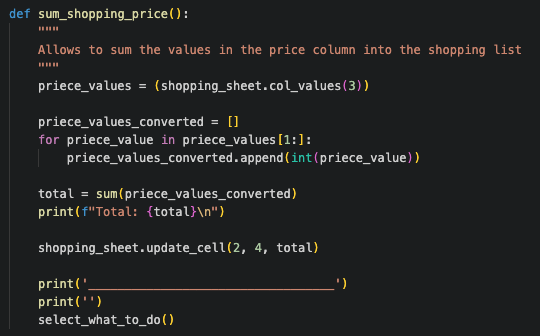 def sum_shopping_price():
"""
Allows to sum the values in the price column into the shopping list
"""
priece_values = (shopping_sheet.col_values(3))
priece_values_converted = []
for priece_value in priece_values[1:]:
priece_values_converted.append(int(priece_value))
total = sum(priece_values_converted)
print(f"Total: {total}\n")
shopping_sheet.update_cell(2, 4, total)
print('__________________________________')
print('')
select_what_to_do()